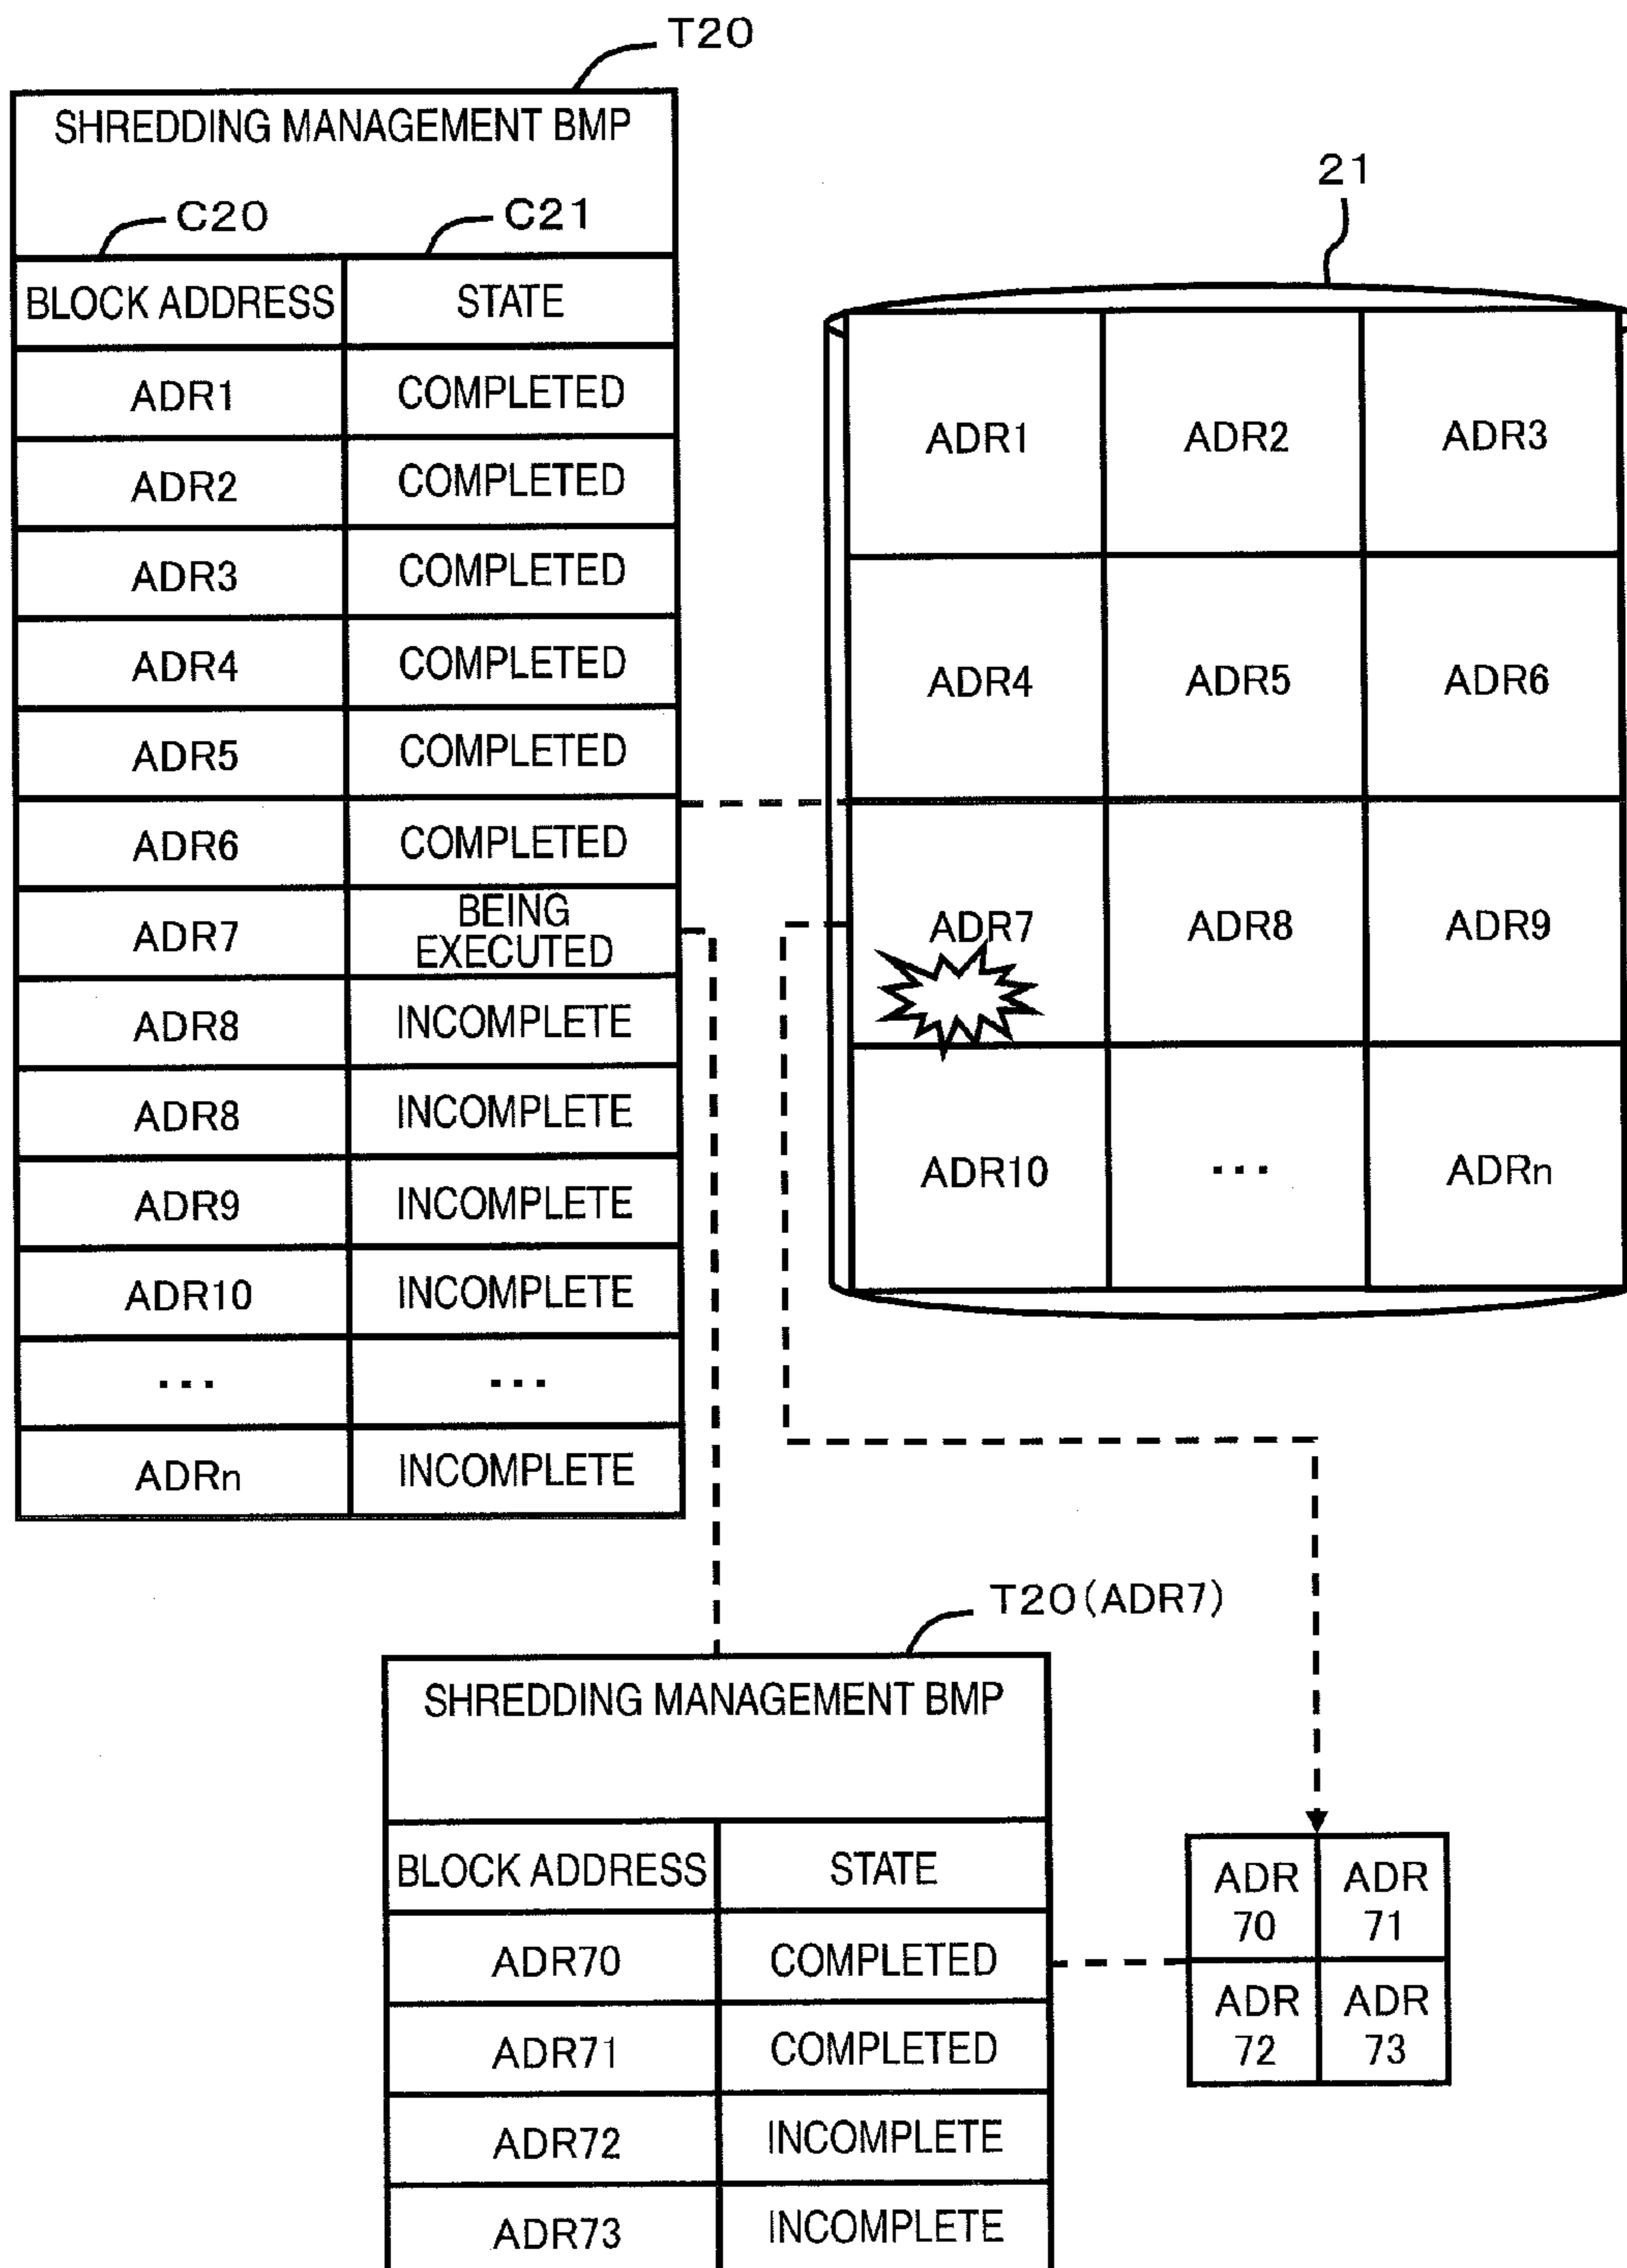 T20
SHREDDING MANAGEMENT BMP
C20 C21
BLOCK ADDRESS STATE
ADR1 COMPLETED
ADR2 COMPLETED
ADR3 COMPLETED
ADR4 COMPLETED
ADR5 COMPLETED
ADR6 COMPLETED
ADR7 BEING
EXECUTED
ADR8 INCOMPLETE
ADR8 INCOMPLETE
ADR9 INCOMPLETE
ADR10 INCOMPLETE
... ...
ADRn INCOMPLETE
21
ADR1 ADR2 ADR3
ADR4 ADR5 ADR6
ADR7 ADR8 ADR9
ADR10 ... ADRn
T20(ADR7)
SHREDDING MANAGEMENT BMP
BLOCK ADDRESS STATE
ADR70 COMPLETED
ADR71 COMPLETED
ADR72 INCOMPLETE
ADR73 INCOMPLETE
ADR ADR
70 71
ADR ADR
72 73